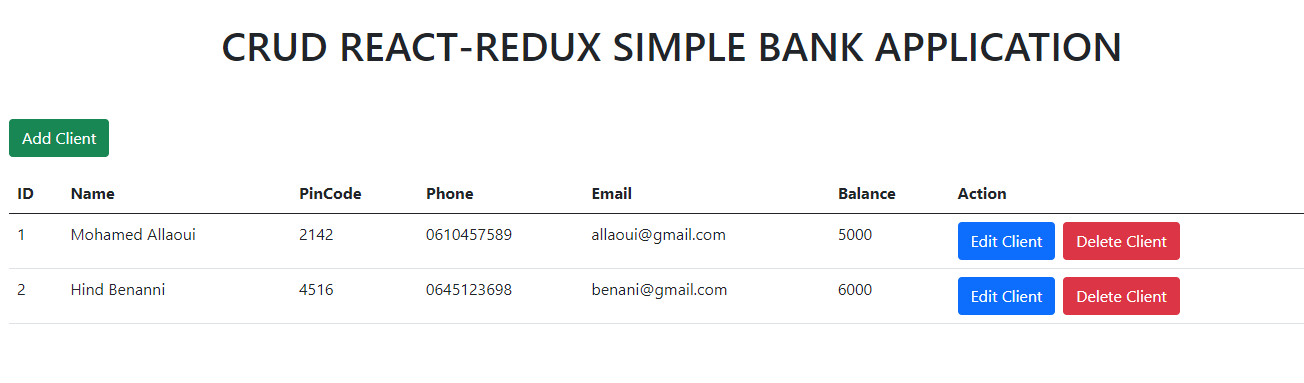 CRUD REACT-REDUX SIMPLE BANK APPLICATION
Add Client
ID Name PinCode Phone Email Balance Action
1 Mohamed Allaoui 2142 0610457589 allaoui@gmail.com 5000 Edit Client Delete Client
2 Hind Benanni 4516 0645123698 benani@gmail.com 6000 Edit Client Delete Client